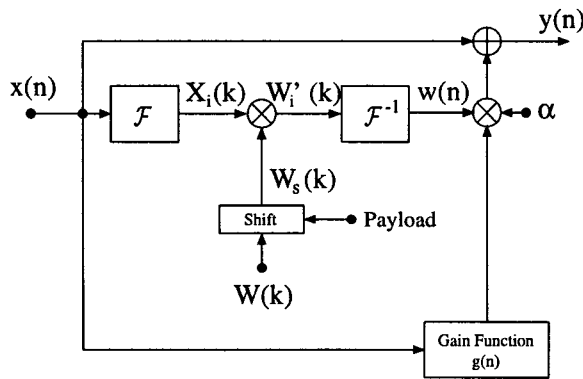 y(n)
x(n)
F
X_i(k)
W_i'(k)
F^-1
w(n)
α
W_s(k)
Shift
Payload
W(k)
Gain Function
g(n)